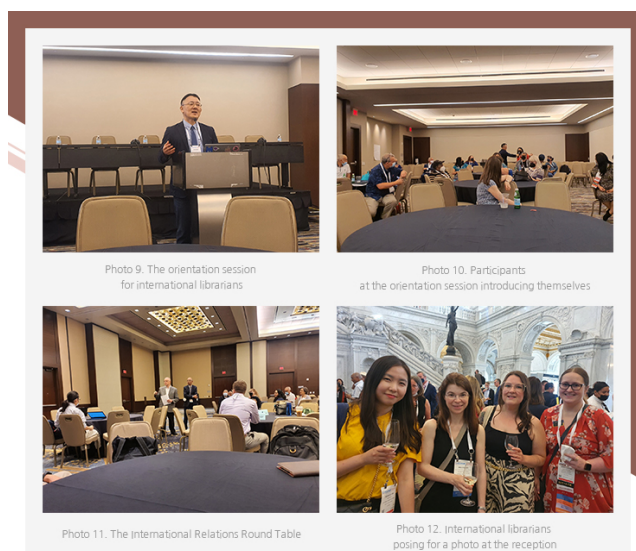 Photo 9. The orientation session
for international librarians
Photo 10. Participants
at the orientation session introducing themselves
Photo 11. The International Relations Round Table
Photo 12. International librarians
posing for a photo at the reception